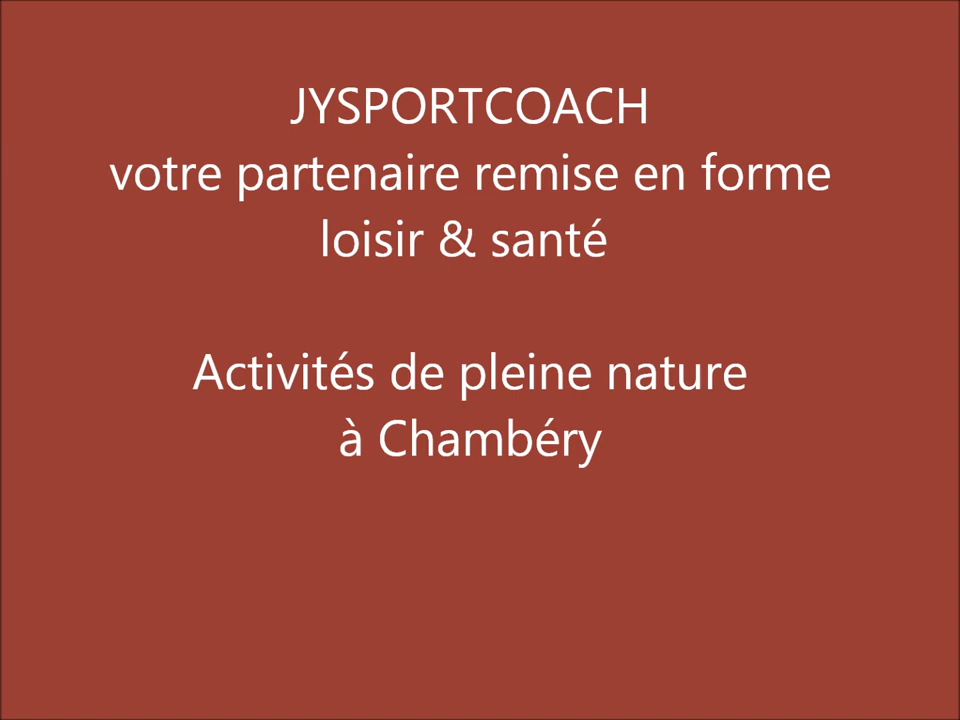 JYSPORTCOACH
votre partenaire remise en forme
loisir & santé
Activités de pleine nature
à Chambéry